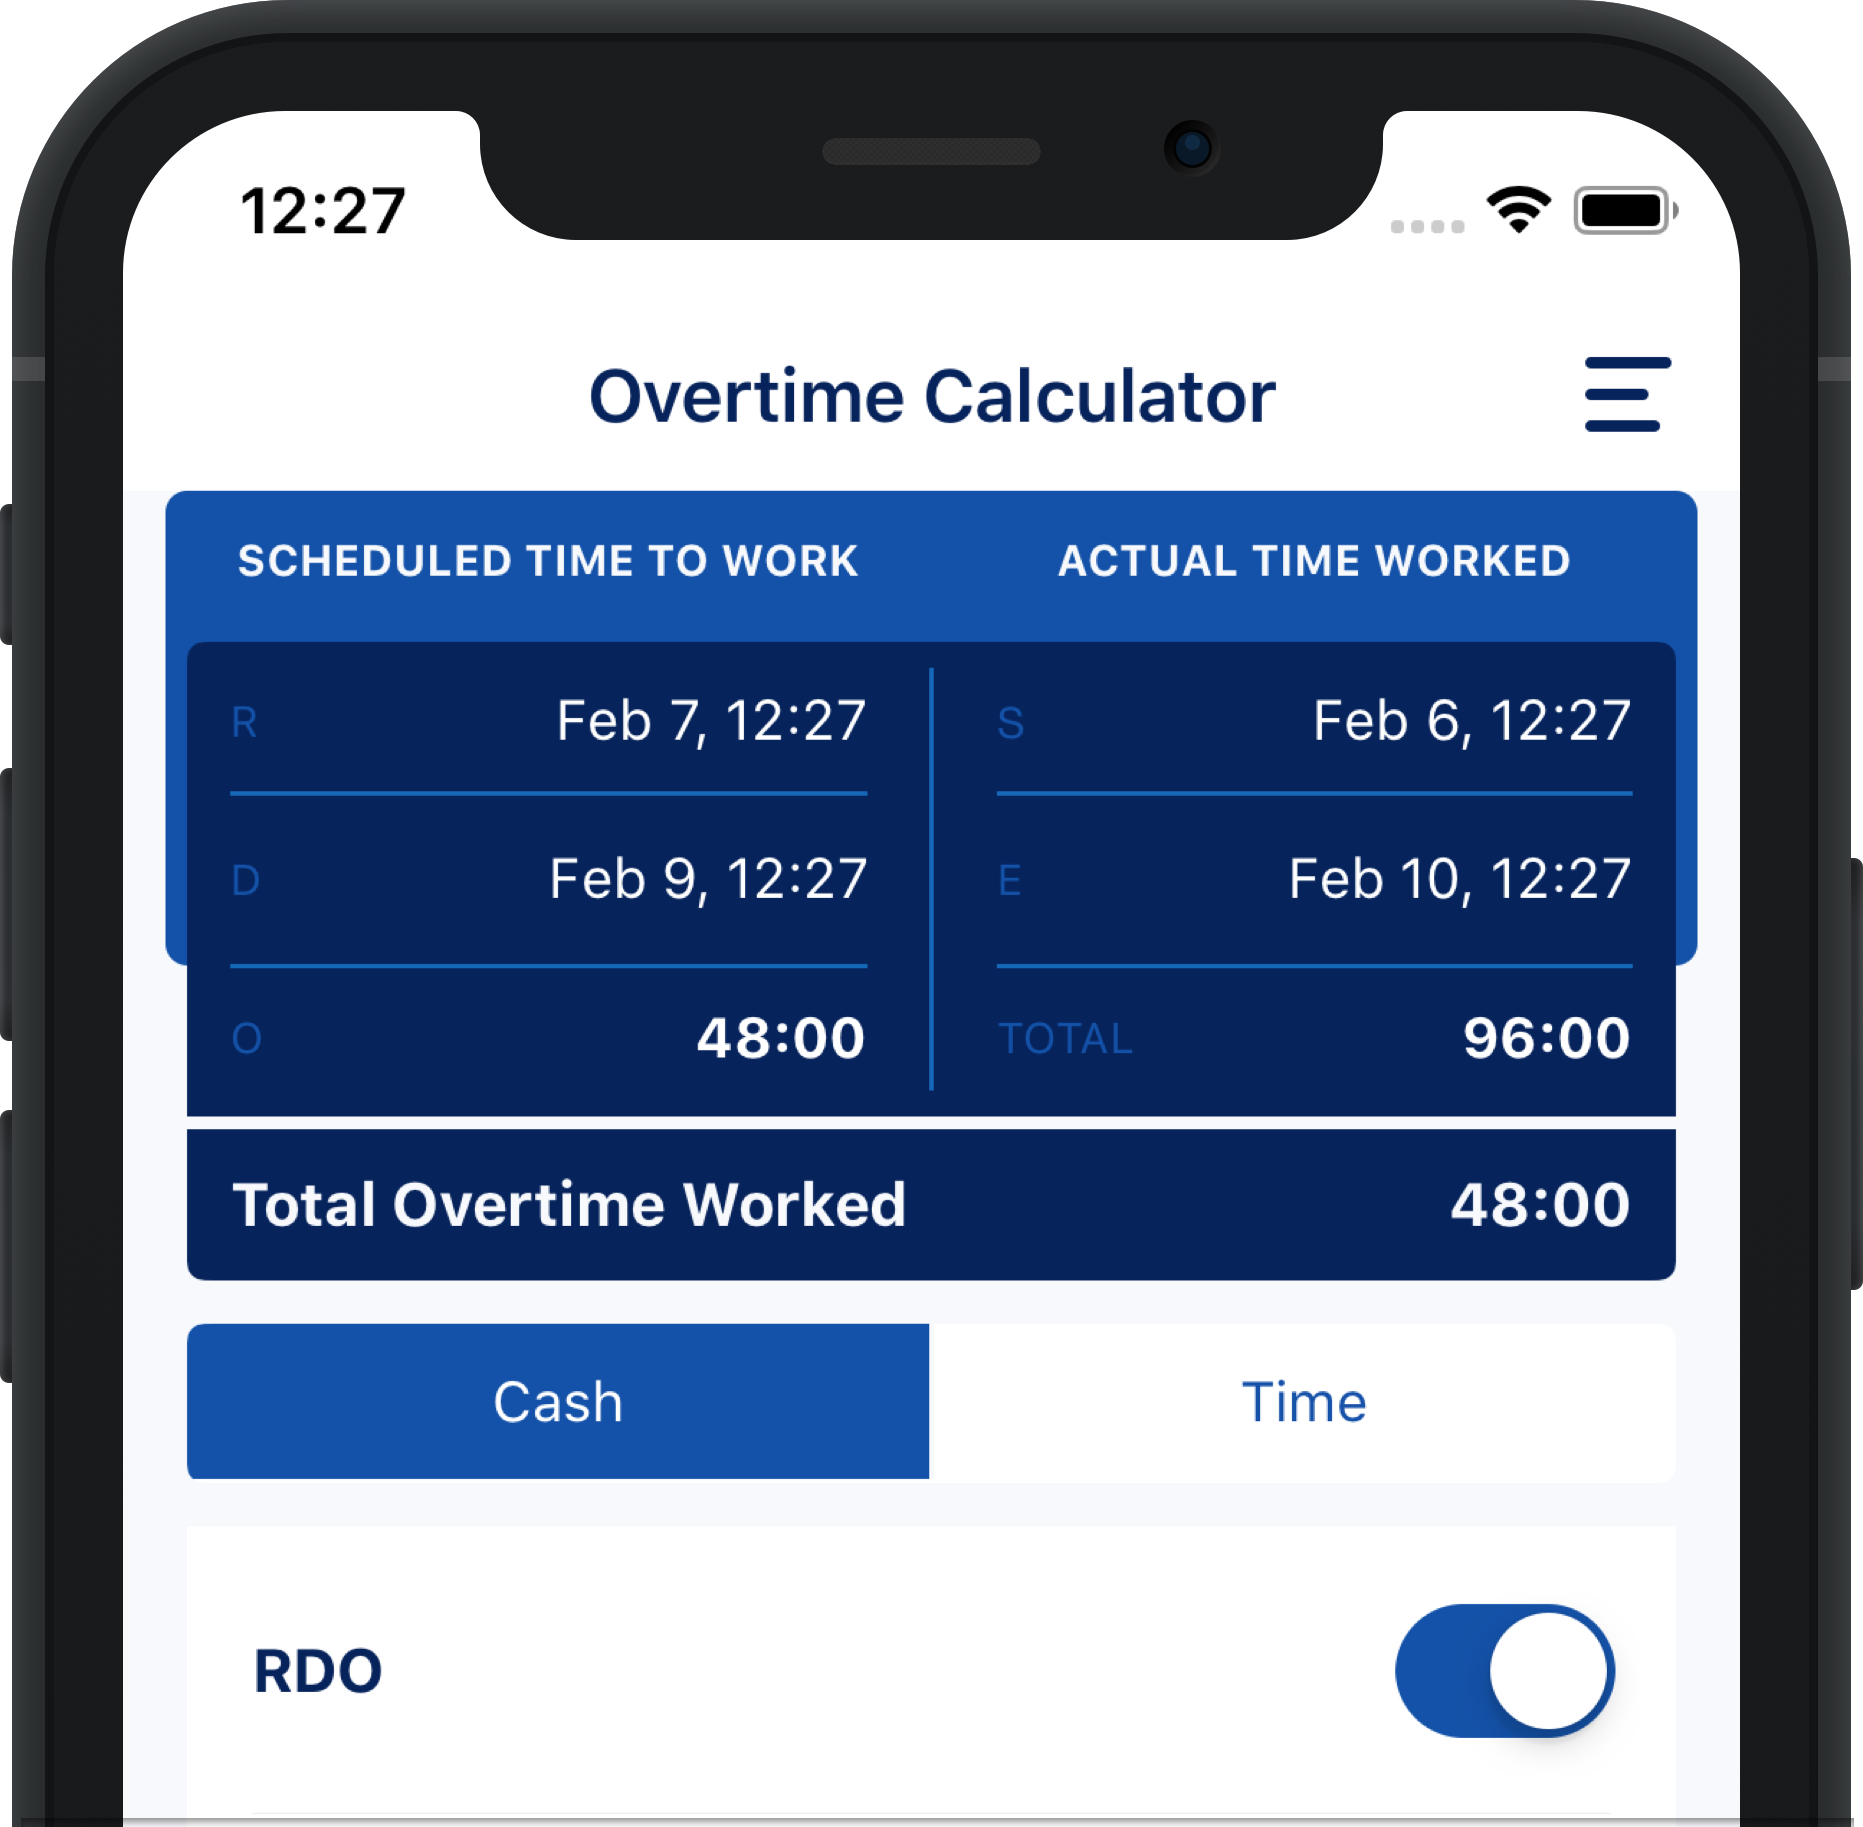 12:27
Overtime Calculator
SCHEDULED TIME TO WORK
ACTUAL TIME WORKED
R Feb 7, 12:27
S Feb 6, 12:27
D Feb 9, 12:27
E Feb 10, 12:27
O 48:00
TOTAL 96:00
Total Overtime Worked 48:00
Cash
Time
RDO